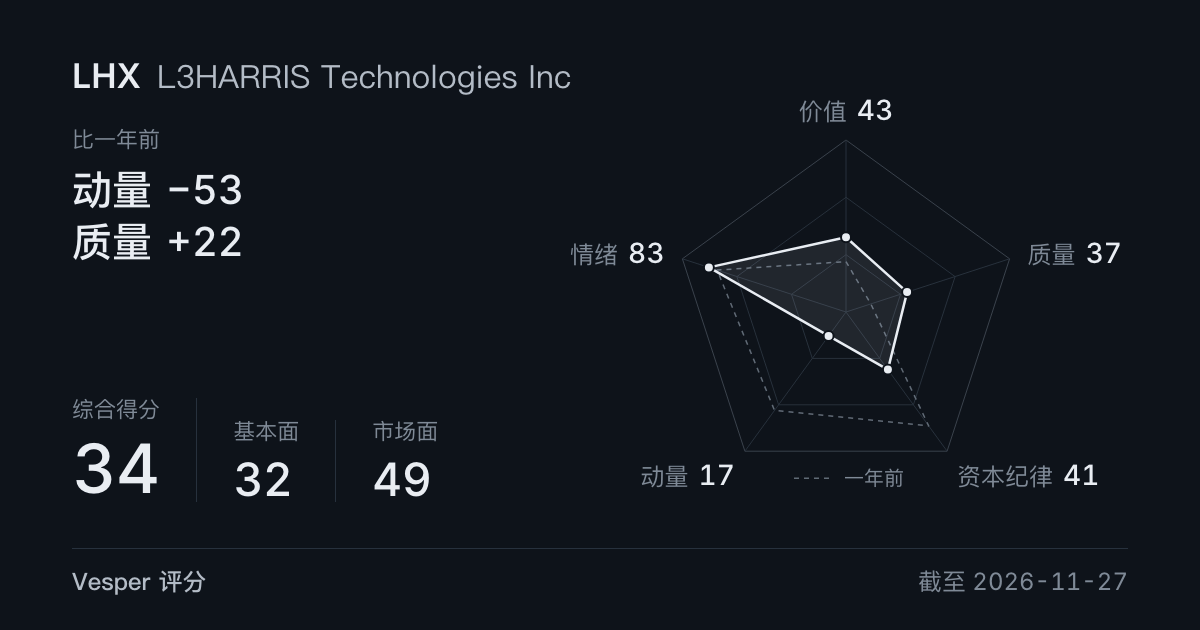 LHX L3HARRIS Technologies Inc
比一年前
动量 −53
质量 +22
综合得分
34
基本面
32
市场面
49
价值 43
质量 37
资本纪律 41
动量 17
情绪 83
一年前
Vesper 评分
截至 2026-11-27